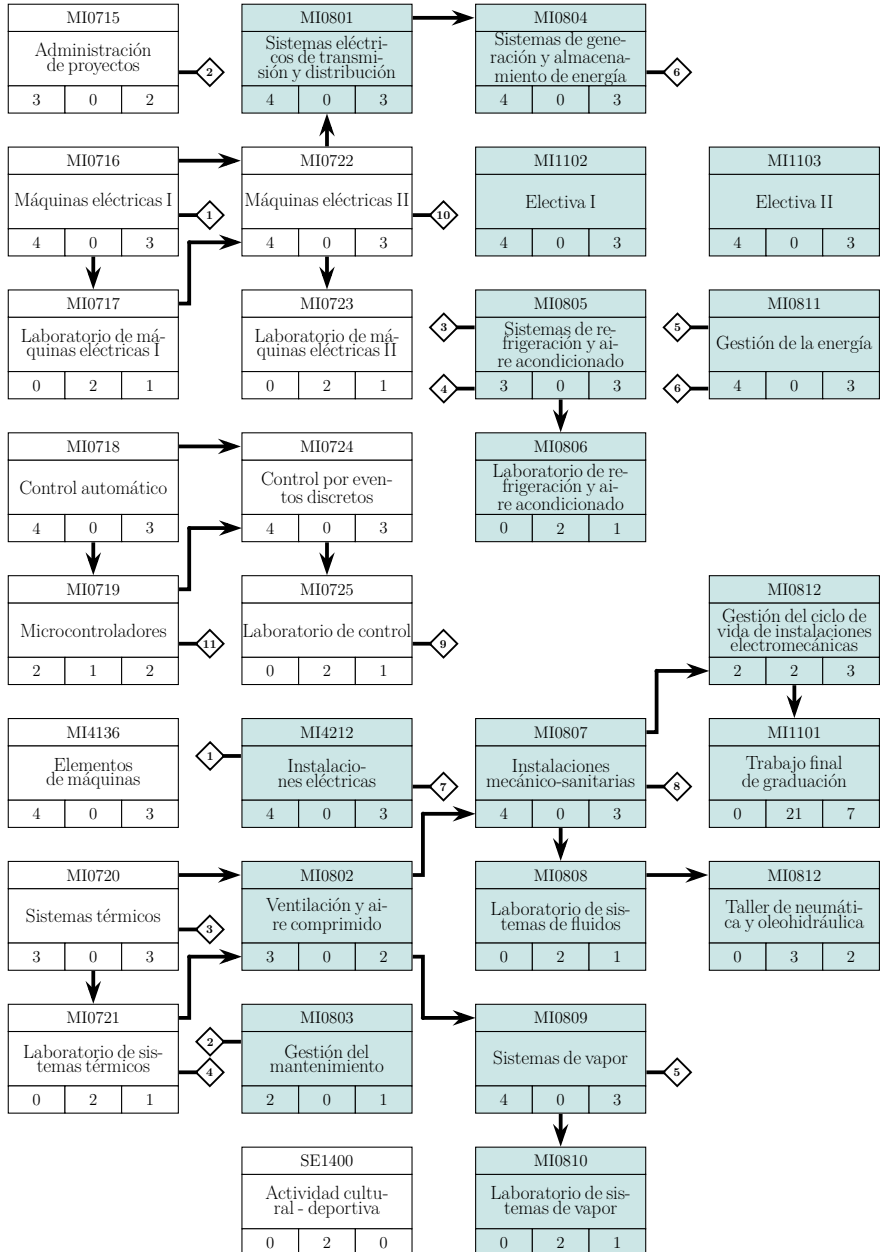 MI0715
Administración
de proyectos
3 0 2
2
MI0801
Sistemas eléctri-
cos de transmi-
sión y distribución
4 0 3
MI0804
Sistemas de gene-
ración y almacena-
miento de energía
4 0 3
6
MI0716
Máquinas eléctricas I
4 0 3
1
MI0722
Máquinas eléctricas II
4 0 3
10
MI1102
Electiva I
4 0 3
MI1103
Electiva II
4 0 3
MI0717
Laboratorio de má-
quinas eléctricas I
0 2 1
MI0723
Laboratorio de má-
quinas eléctricas II
0 2 1
3
4
MI0805
Sistemas de re-
frigeración y ai-
re acondicionado
3 0 3
5
6
MI0811
Gestión de la energía
4 0 3
MI0718
Control automático
4 0 3
MI0724
Control por even-
tos discretos
4 0 3
MI0806
Laboratorio de re-
frigeración y ai-
re acondicionado
0 2 1
MI0719
Microcontroladores
2 1 2
11
MI0725
Laboratorio de control
0 2 1
9
MI0812
Gestión del ciclo de
vida de instalaciones
electromecánicas
2 2 3
MI4136
Elementos
de máquinas
4 0 3
1
MI4212
Instalacio-
nes eléctricas
4 0 3
7
MI0807
Instalaciones
mecánico-sanitarias
4 0 3
8
MI1101
Trabajo final
de graduación
0 21 7
MI0720
Sistemas térmicos
3 0 3
3
MI0802
Ventilación y ai-
re comprimido
3 0 2
MI0808
Laboratorio de sis-
temas de fluidos
0 2 1
MI0812
Taller de neumáti-
ca y oleohidráulica
0 3 2
MI0721
Laboratorio de sis-
temas térmicos
0 2 1
4
2
MI0803
Gestión del
mantenimiento
2 0 1
MI0809
Sistemas de vapor
4 0 3
5
SE1400
Actividad cultu-
ral - deportiva
0 2 0
MI0810
Laboratorio de sis-
temas de vapor
0 2 1